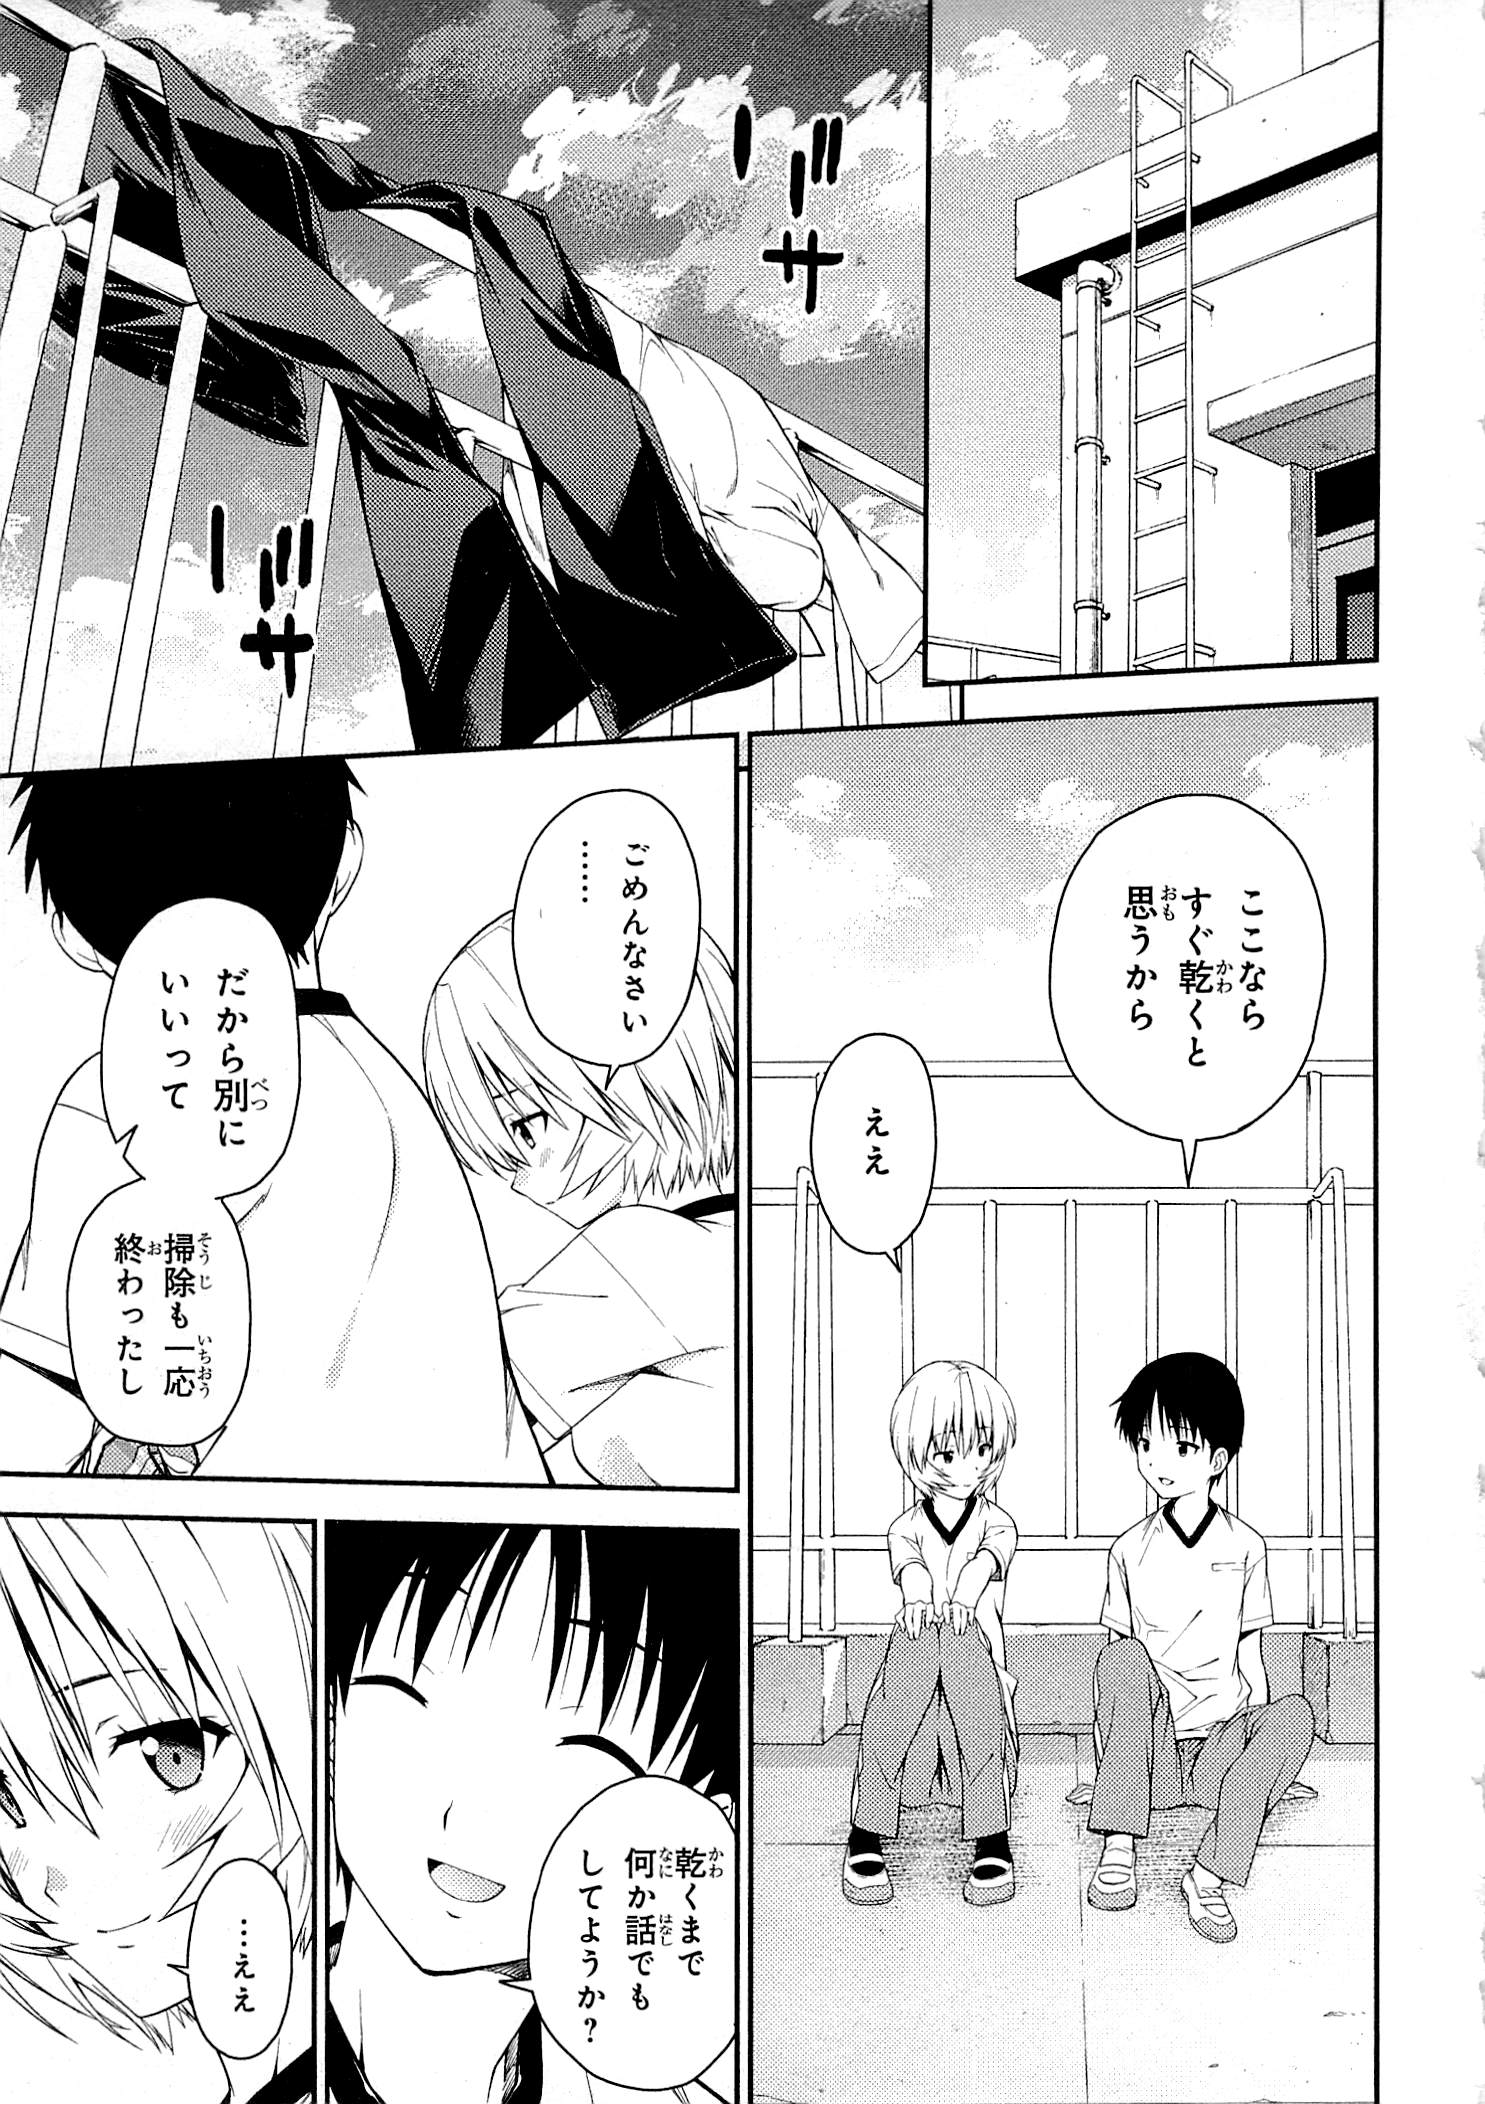 バサ
バサ
ここなら
すぐ乾くと
思うから
ええ
ごめんなさい
……
だから別に
いいって
掃除も一応
終わったし
乾くまで
何か話でも
してようか?
…ええ